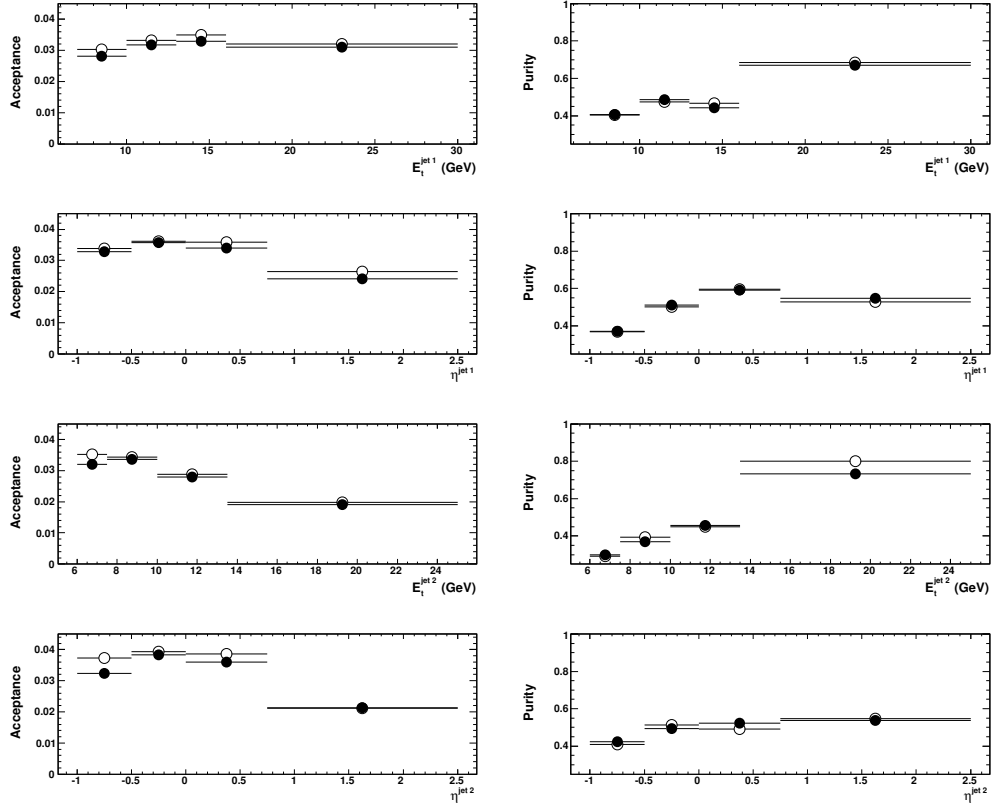 0.04
0.03
0.02
0.01
0
Acceptance
10 15 20 25 30
E_t^{jet 1} (GeV)
1
0.8
0.6
0.4
Purity
10 15 20 25 30
E_t^{jet 1} (GeV)
0.04
0.03
0.02
0.01
0
Acceptance
-1 -0.5 0 0.5 1 1.5 2 2.5
η^{jet 1}
1
0.8
0.6
0.4
Purity
-1 -0.5 0 0.5 1 1.5 2 2.5
η^{jet 1}
0.04
0.03
0.02
0.01
0
Acceptance
6 8 10 12 14 16 18 20 22 24
E_t^{jet 2} (GeV)
1
0.8
0.6
0.4
Purity
6 8 10 12 14 16 18 20 22 24
E_t^{jet 2} (GeV)
0.04
0.03
0.02
0.01
0
Acceptance
-1 -0.5 0 0.5 1 1.5 2 2.5
η^{jet 2}
1
0.8
0.6
0.4
Purity
-1 -0.5 0 0.5 1 1.5 2 2.5
η^{jet 2}